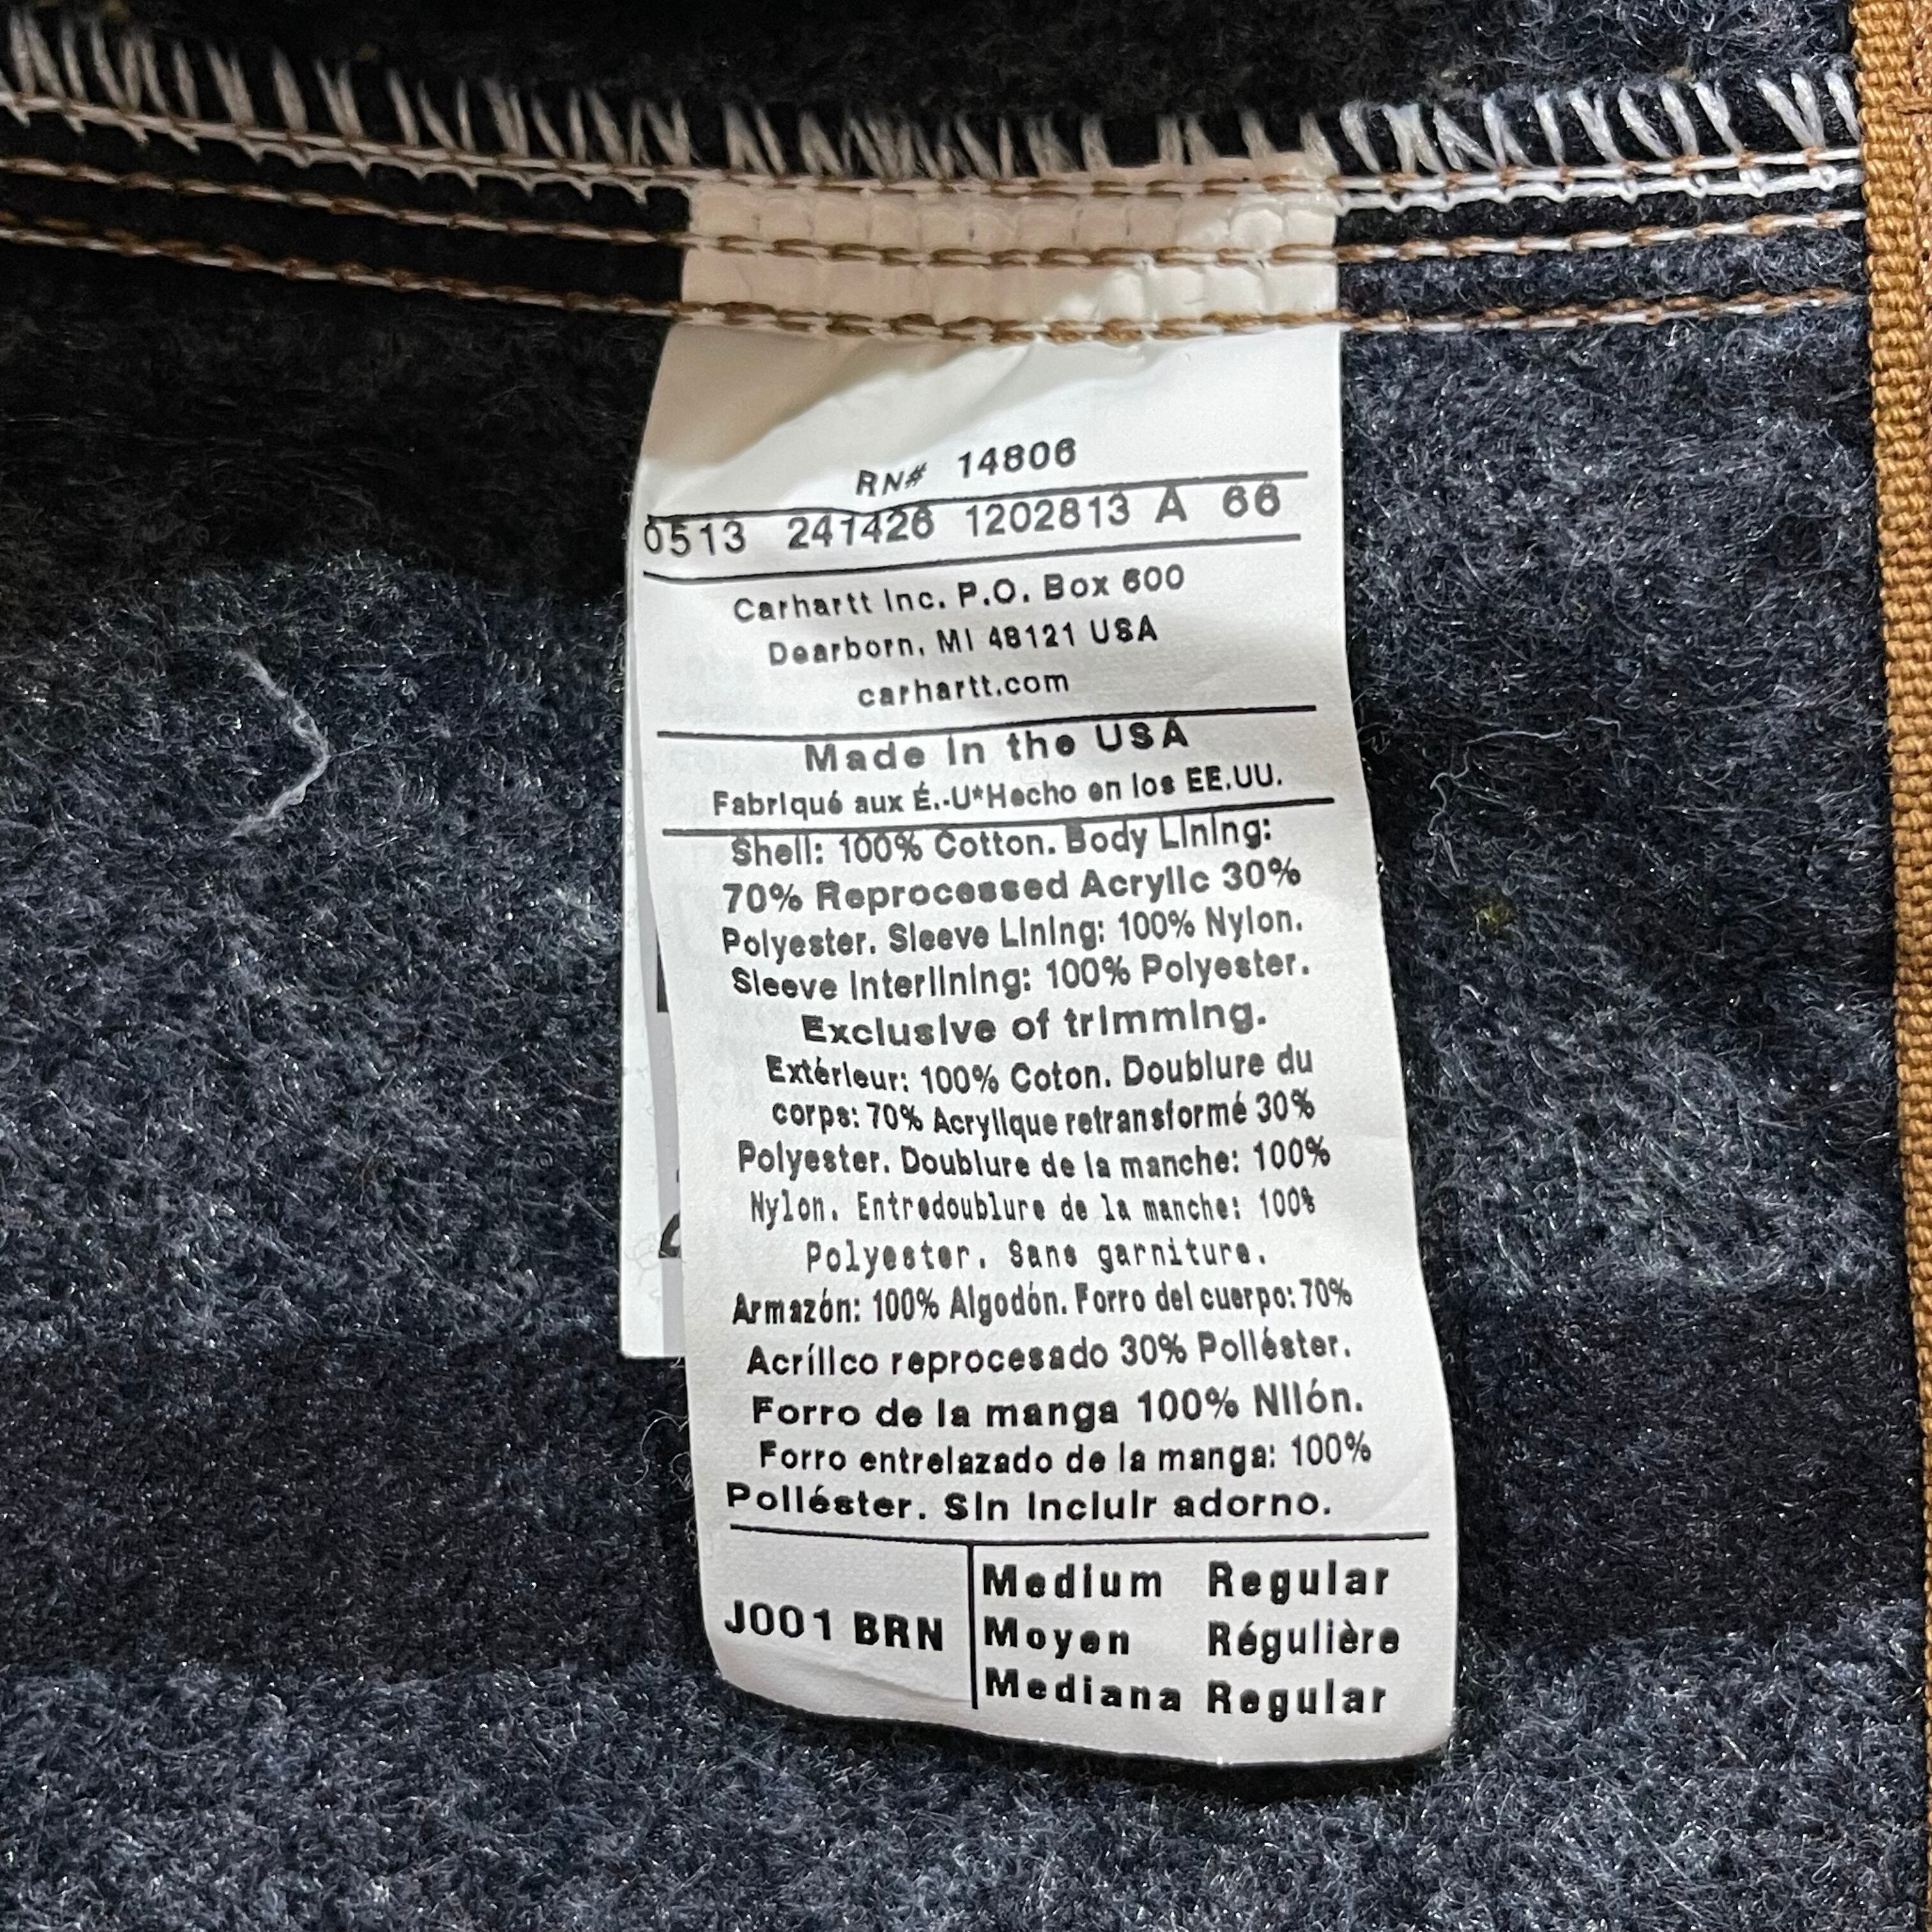 RN# 14806
0513 241426 1202813 A 66
Carhartt Inc. P.O. Box 600
Dearborn, MI 48121 USA
carhartt.com
Made In the USA
Fabriqué aux É.-U*Hecho en los EE.UU.
Shell: 100% Cotton. Body Lining:
70% Reprocessed Acrylic 30%
Polyester. Sleeve Lining: 100% Nylon.
Sleeve Interlining: 100% Polyester.
Exclusive of trimming.
Extérieur: 100% Coton. Doublure du
corps: 70% Acrylique retransformé 30%
Polyester. Doublure de la manche: 100%
Nylon. Entredoublure de la manche: 100%
Polyester. Sans garniture.
Armazón: 100% Algodón. Forro del cuerpo: 70%
Acrílico reprocesado 30% Poliéster.
Forro de la manga 100% Nilón.
Forro entrelazado de la manga: 100%
Poliéster. Sin incluir adorno.
J001 BRN
Medium Regular
Moyen Régulière
Mediana Regular